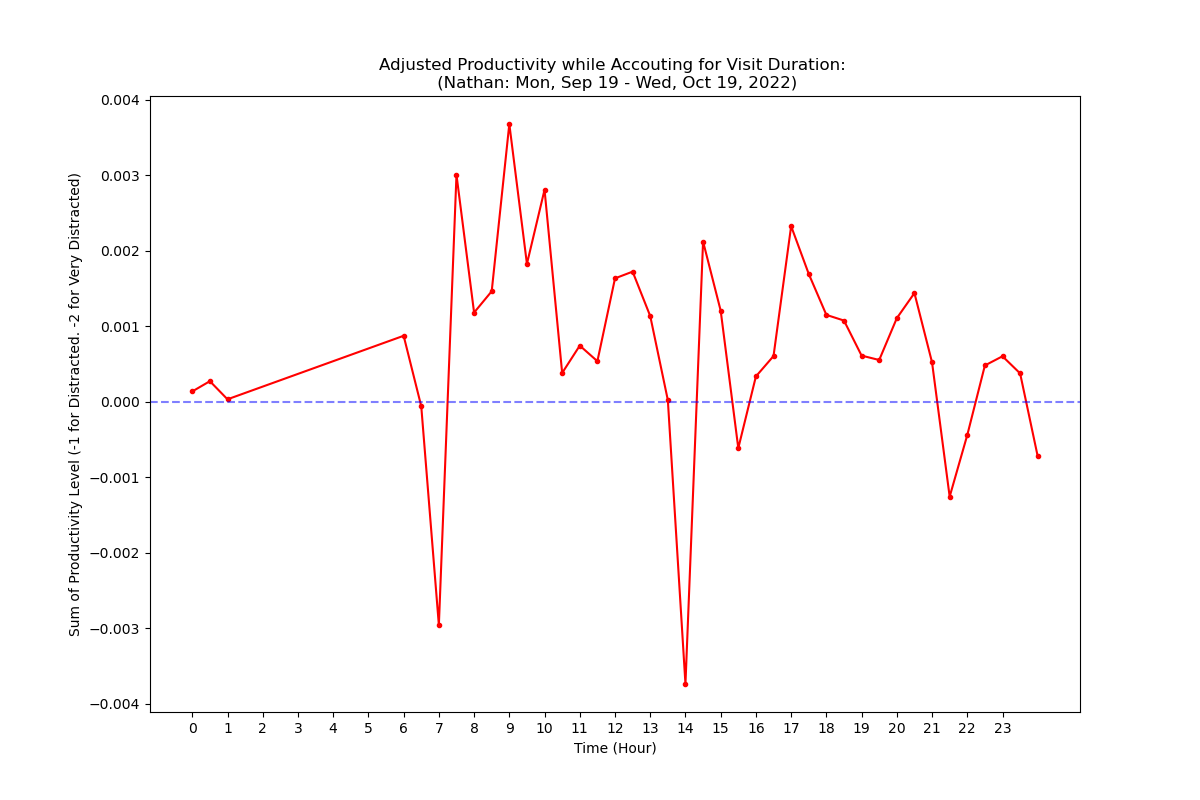 Adjusted Productivity while Accouting for Visit Duration:
(Nathan: Mon, Sep 19 - Wed, Oct 19, 2022)
Sum of Productivity Level (-1 for Distracted. -2 for Very Distracted)
0.004
0.003
0.002
0.001
0.000
−0.001
−0.002
−0.003
−0.004
0 1 2 3 4 5 6 7 8 9 10 11 12 13 14 15 16 17 18 19 20 21 22 23
Time (Hour)